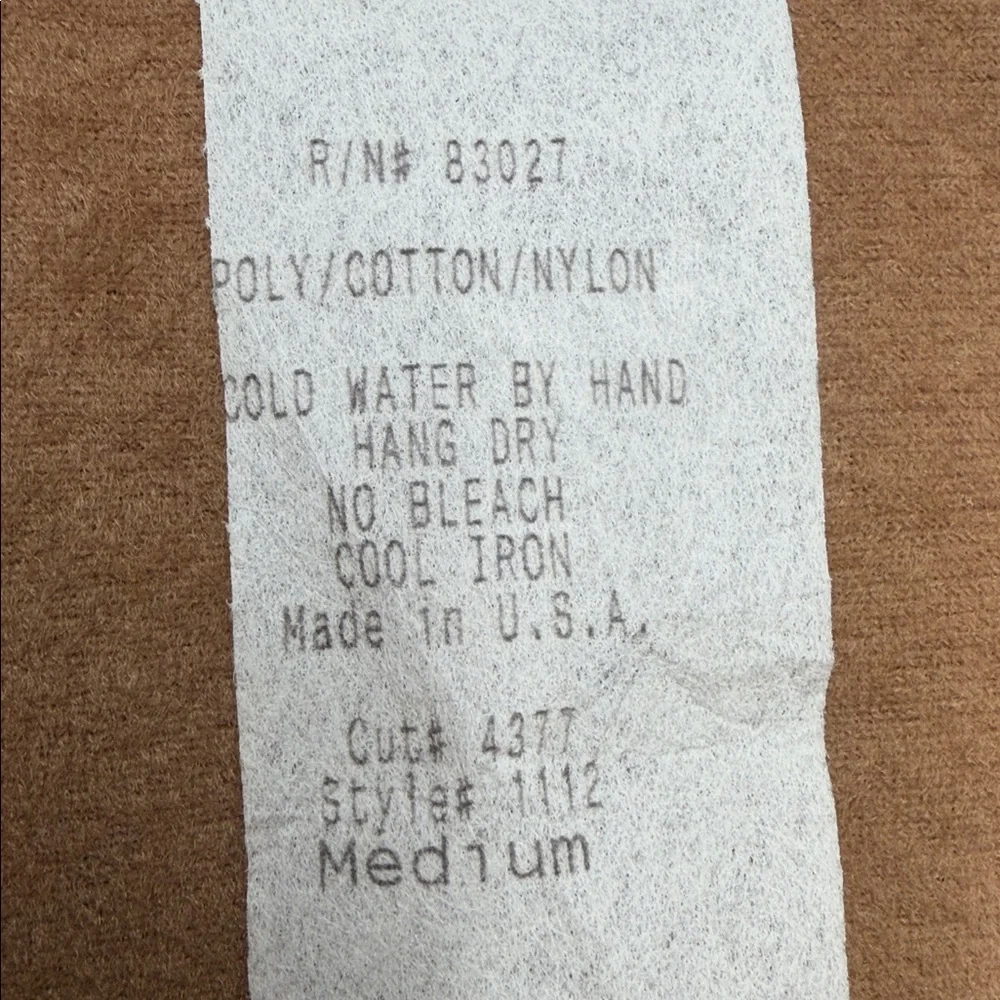 R/N# 83027
POLY/COTTON/NYLON
COLD WATER BY HAND
HANG DRY
NO BLEACH
COOL IRON
Made in U.S.A.
Cut# 4377
Style# 1112
Medium